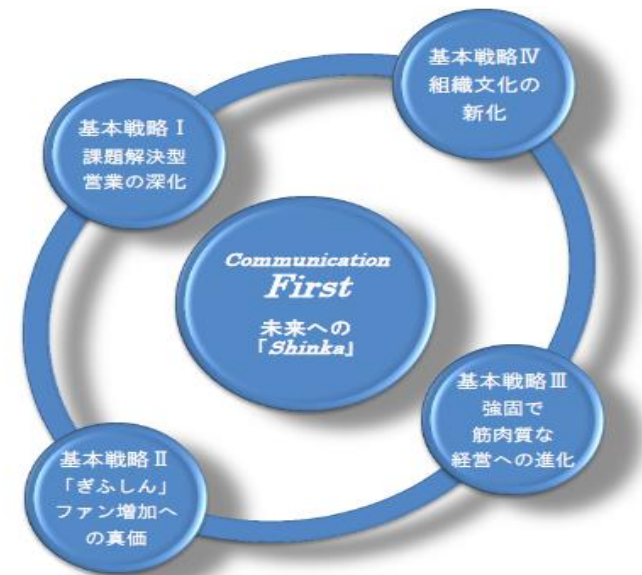 基本戦略Ⅳ
組織文化の
新化
基本戦略Ⅰ
課題解決型
営業の深化
Communication
First
未来への
「Shinka」
基本戦略Ⅲ
強固で
筋肉質な
経営への進化
基本戦略Ⅱ
「ぎふしん」
ファン増加へ
の真価